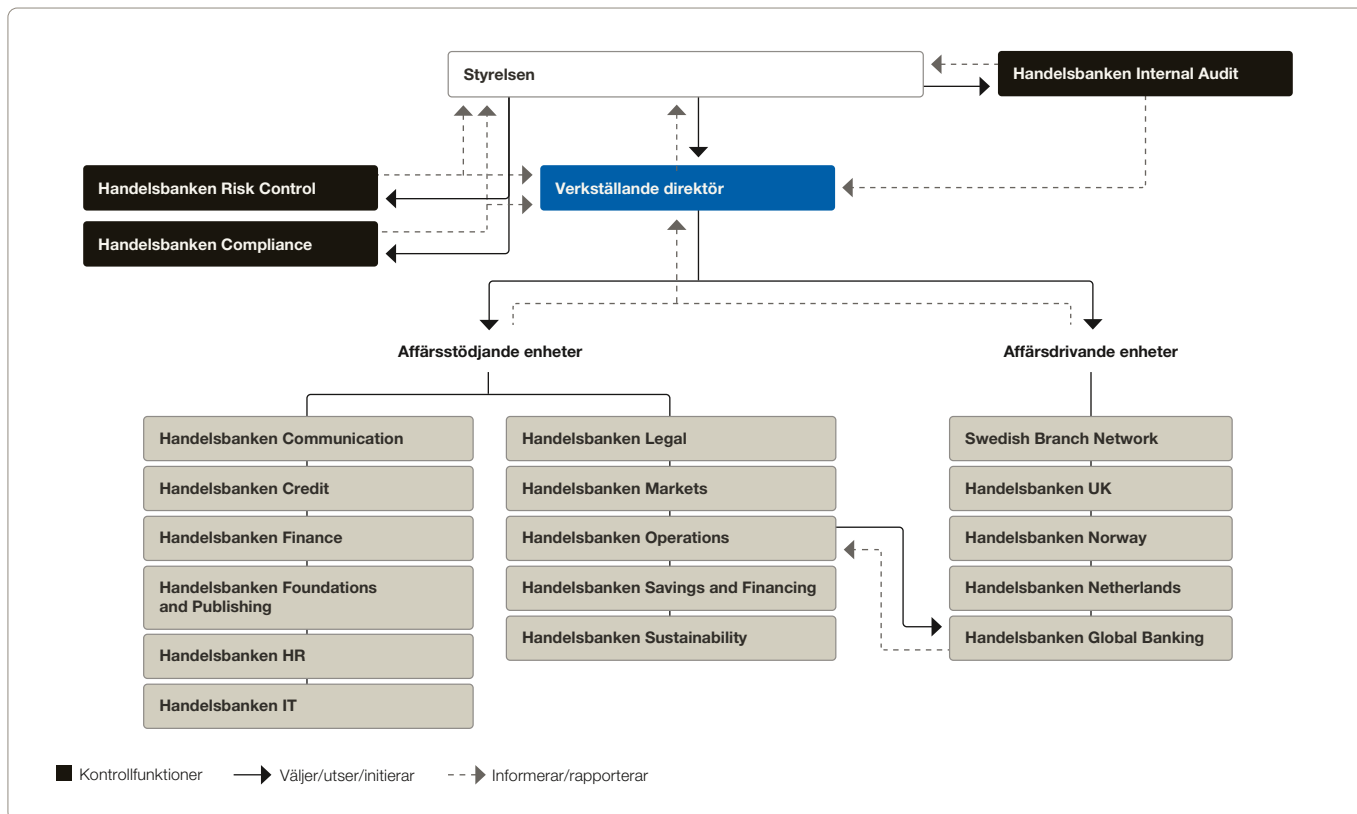 Styrelsen
Handelsbanken Internal Audit
Handelsbanken Risk Control
Verkställande direktör
Handelsbanken Compliance
Affärsstödjande enheter
Affärsdrivande enheter
Handelsbanken Communication
Handelsbanken Credit
Handelsbanken Finance
Handelsbanken Foundations
and Publishing
Handelsbanken HR
Handelsbanken IT
Handelsbanken Legal
Handelsbanken Markets
Handelsbanken Operations
Handelsbanken Savings and Financing
Handelsbanken Sustainability
Swedish Branch Network
Handelsbanken UK
Handelsbanken Norway
Handelsbanken Netherlands
Handelsbanken Global Banking
Kontrollfunktioner
Väljer/utser/initierar
Informerar/rapporterar